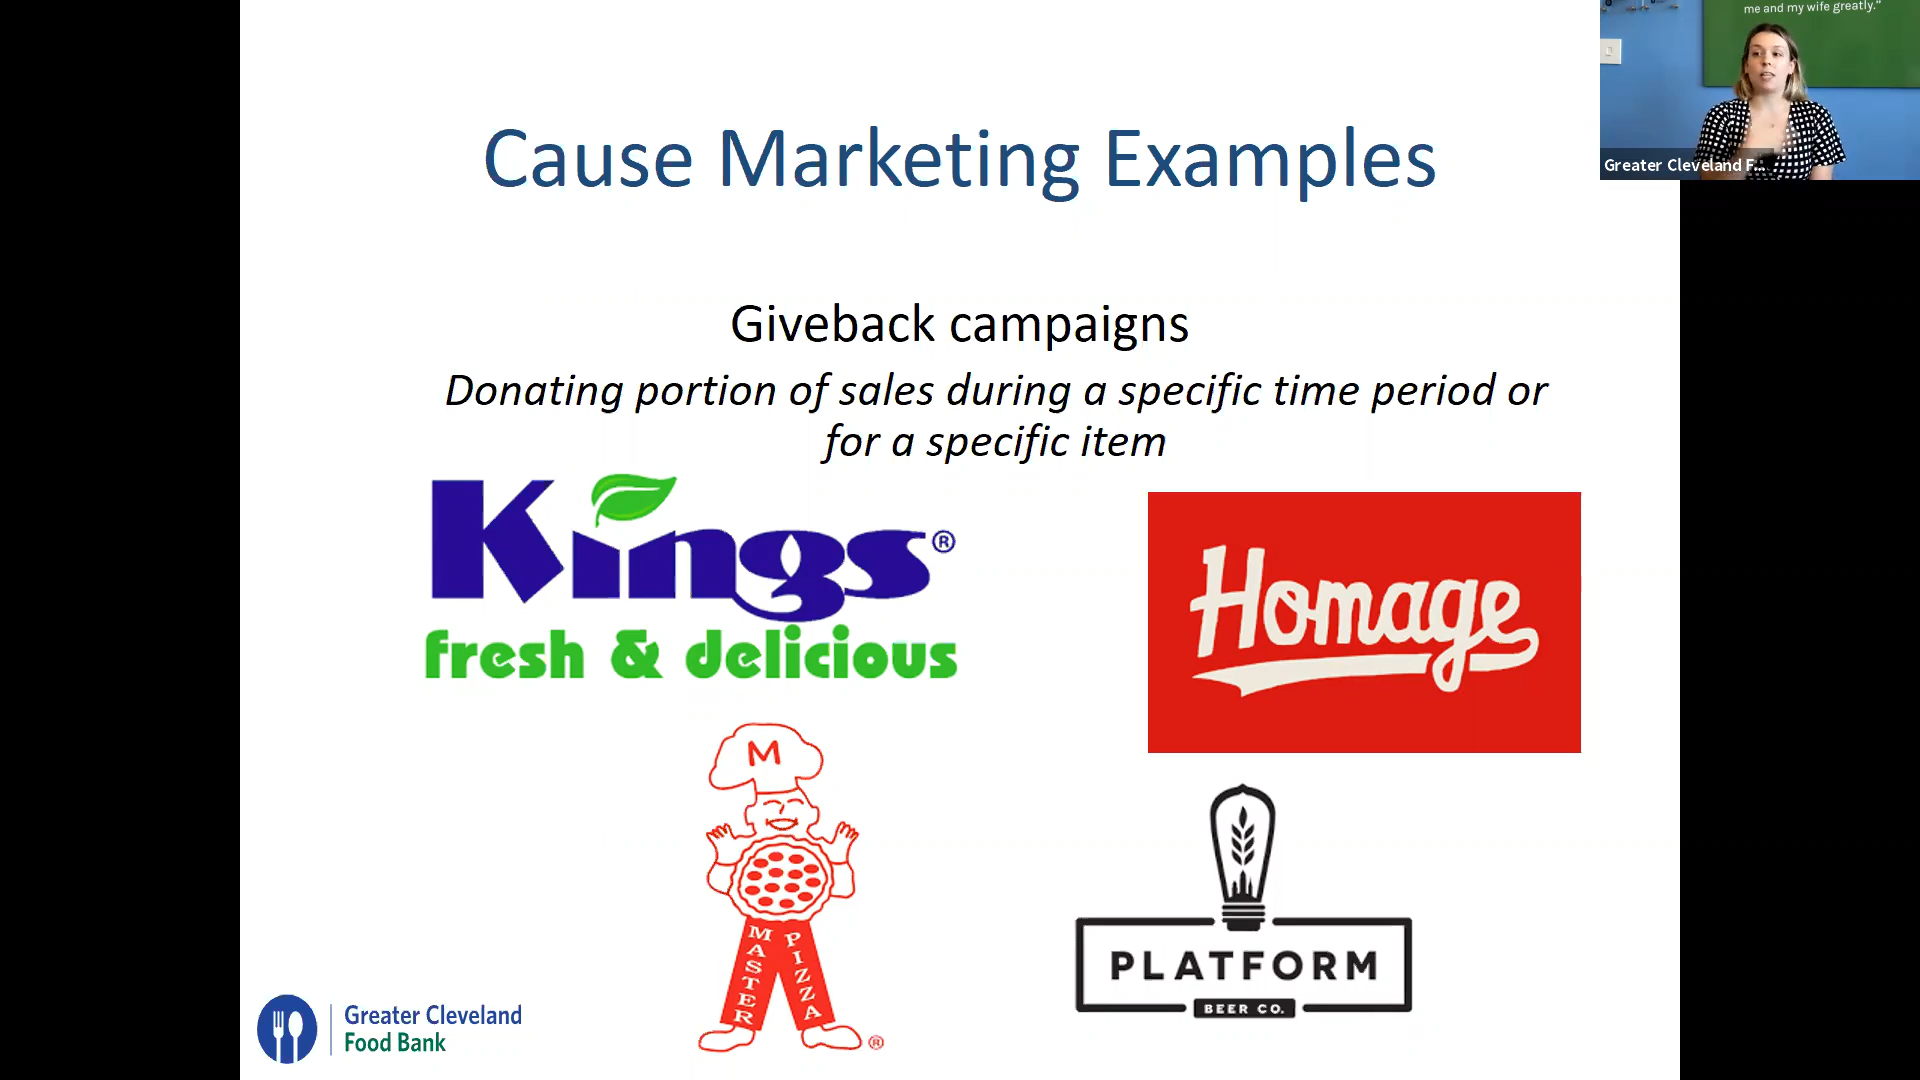 me and my wife greatly.”
Greater Cleveland F...
Cause Marketing Examples
Giveback campaigns
Donating portion of sales during a specific time period or
for a specific item
Kings®
fresh & delicious
Homage
M
MASTER
PIZZA
®
PLATFORM
BEER CO.
Greater Cleveland
Food Bank